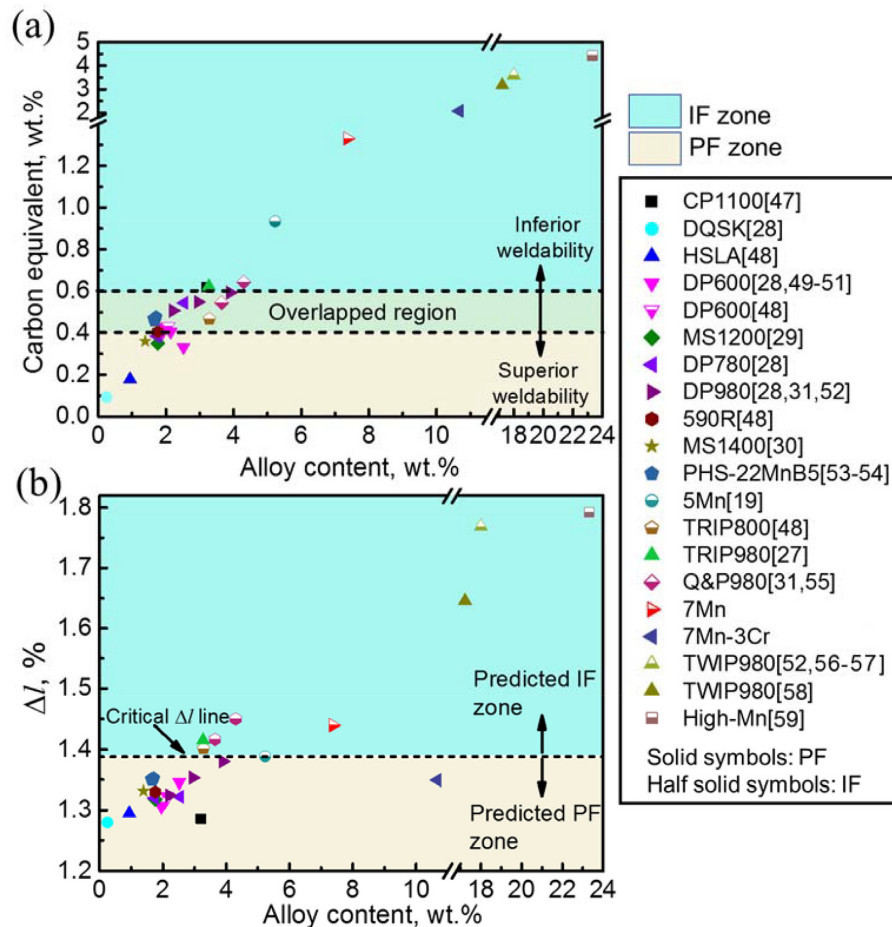 (a)
5
4
3
2
1.2
1.0
0.8
0.6
0.4
0.2
0.0
Carbon equivalent, wt.%
Inferior
weldability
Overlapped region
Superior
weldability
0 2 4 6 8 10 18 20 22 24
Alloy content, wt.%
(b)
1.8
1.7
1.6
1.5
1.4
1.3
1.2
Δl, %
Critical Δl line
Predicted IF
zone
Predicted PF
zone
0 2 4 6 8 10 18 20 22 24
Alloy content, wt.%
IF zone
PF zone
CP1100[47]
DQSK[28]
HSLA[48]
DP600[28,49-51]
DP600[48]
MS1200[29]
DP780[28]
DP980[28,31,52]
590R[48]
MS1400[30]
PHS-22MnB5[53-54]
5Mn[19]
TRIP800[48]
TRIP980[27]
Q&P980[31,55]
7Mn
7Mn-3Cr
TWIP980[52,56-57]
TWIP980[58]
High-Mn[59]
Solid symbols: PF
Half solid symbols: IF